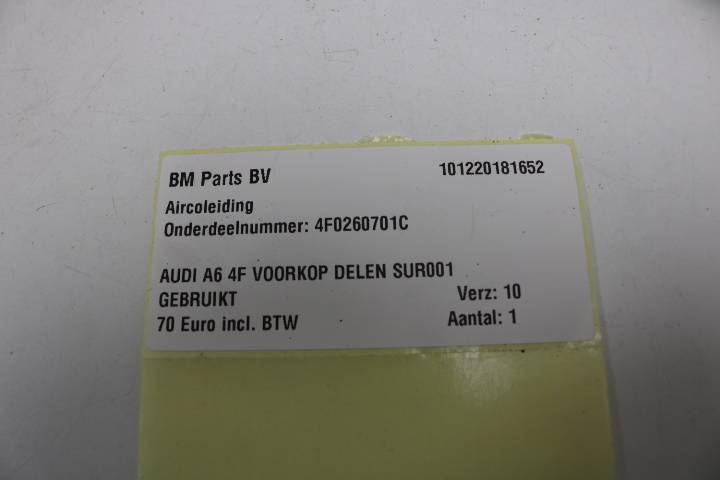 BM Parts BV 101220181652
Aircoleiding
Onderdeelnummer: 4F0260701C
AUDI A6 4F VOORKOP DELEN SUR001
GEBRUIKT Verz: 10
70 Euro incl. BTW Aantal: 1